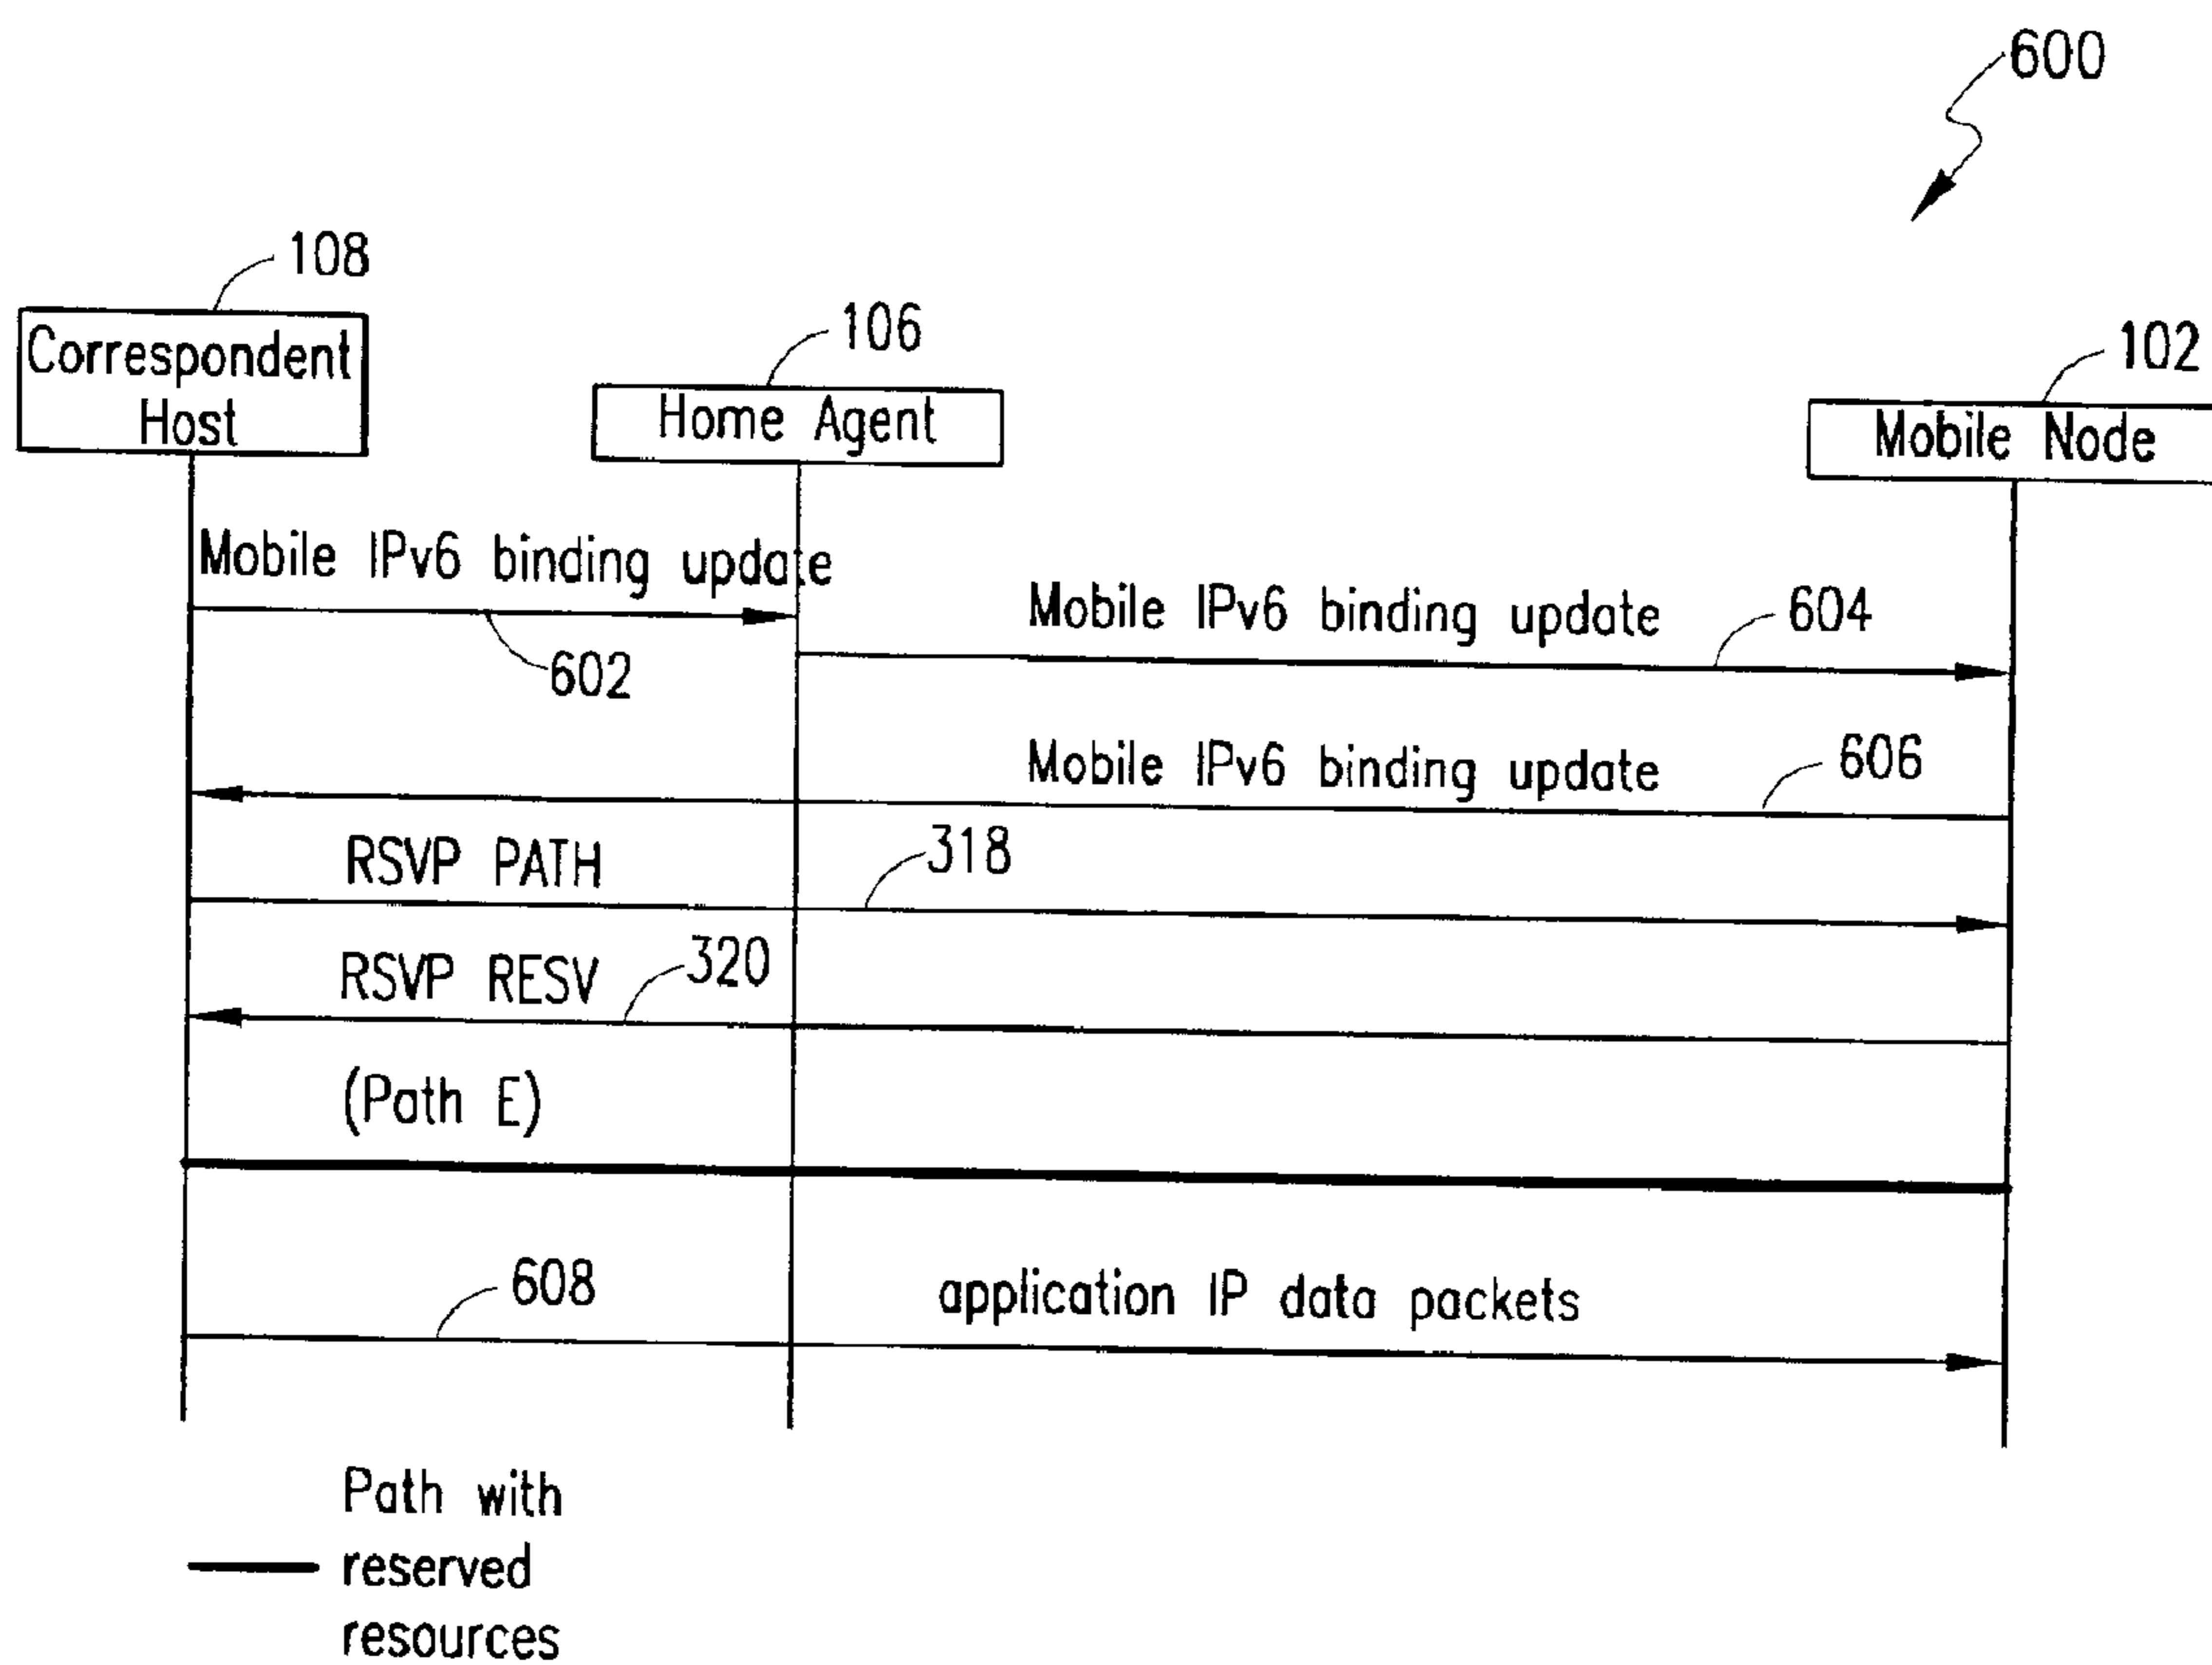 600
108
Correspondent
Host
106
Home Agent
102
Mobile Node
Mobile IPv6 binding update
602
Mobile IPv6 binding update
604
Mobile IPv6 binding update
606
RSVP PATH
318
RSVP RESV
320
(Path E)
608
application IP data packets
Path with
reserved
resources